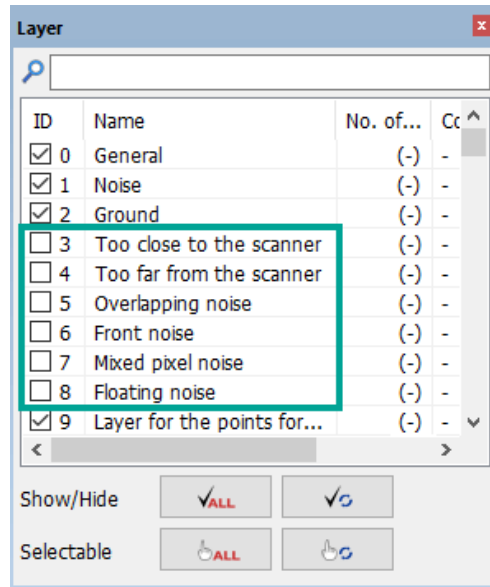 Layer
ID Name No. of... Cc
0 General (-) -
1 Noise (-) -
2 Ground (-) -
3 Too close to the scanner (-) -
4 Too far from the scanner (-) -
5 Overlapping noise (-) -
6 Front noise (-) -
7 Mixed pixel noise (-) -
8 Floating noise (-) -
9 Layer for the points for... (-) -
Show/Hide ALL
Selectable ALL